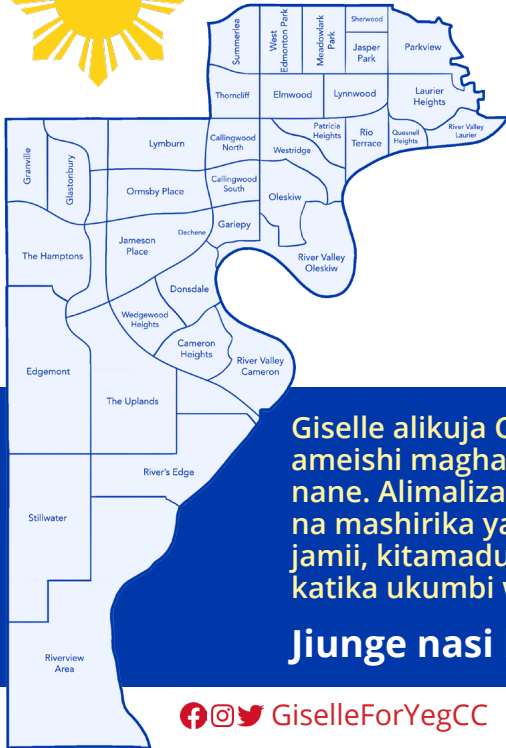 Summerlea
West
Edmonton Park
Meadowlark
Park
Sherwood
Jasper
Park
Parkview
Thorncliff
Elmwood
Lynnwood
Laurier
Heights
Granville
Glastonbury
Lymburn
Callingwood
North
Westridge
Patricia
Heights
Rio
Terrace
Quesnell
Heights
River Valley
Laurier
Ormsby Place
Callingwood
South
Oleskiw
The Hamptons
Jameson
Place
Dechene
Gariepy
River Valley
Oleskiw
Donsdale
Wedgewood
Heights
Cameron
Heights
River Valley
Cameron
Edgemont
The Uplands
River's Edge
Stillwater
Riverview
Area
Giselle alikuja
ameishi
nane. Alimaliza
na mashirika
jamii,
katika ukumbi
Jiunge nasi
GiselleForYegCC